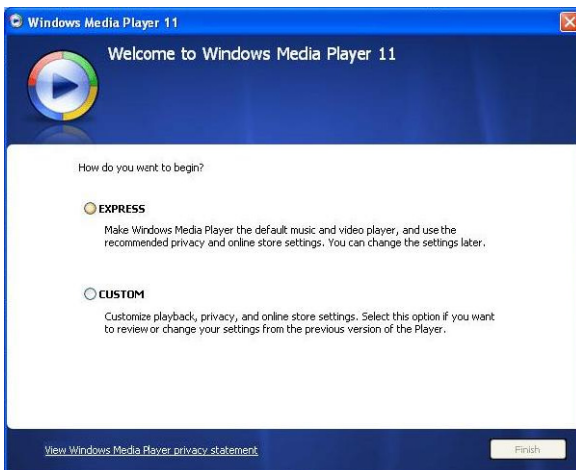 Windows Media Player 11
Welcome to Windows Media Player 11
How do you want to begin?
EXPRESS
Make Windows Media Player the default music and video player, and use the
recommended privacy and online store settings. You can change the settings later.
CUSTOM
Customize playback, privacy, and online store settings. Select this option if you want
to review or change your settings from the previous version of the Player.
View Windows Media Player privacy statement
Finish